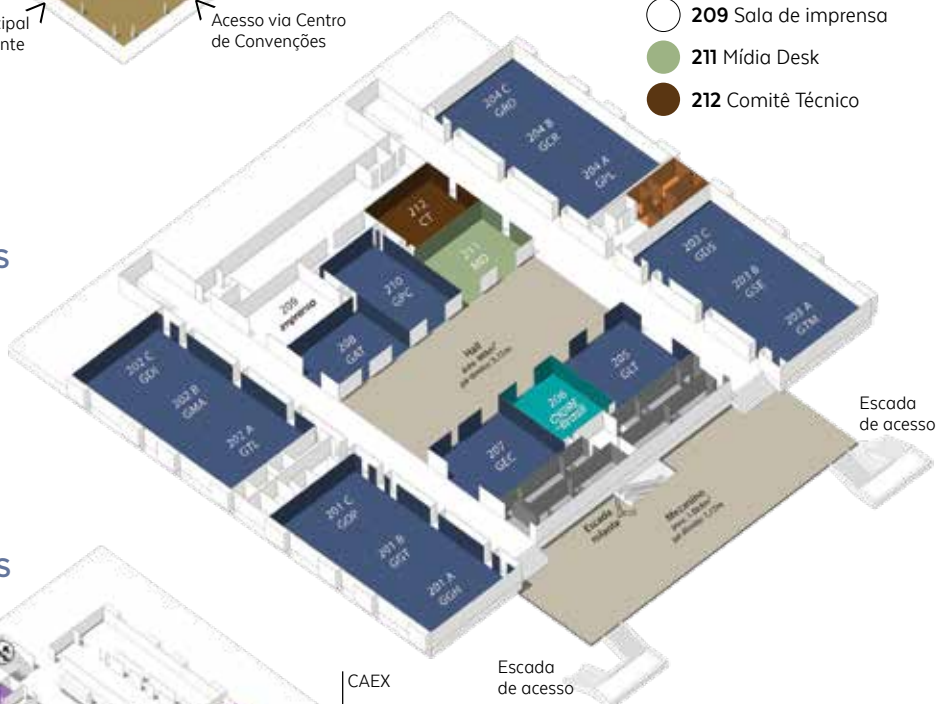 cipal
nte
Acesso via Centro
de Convenções
209 Sala de imprensa
211 Mídia Desk
212 Comitê Técnico
204 C
GRD
204 B
GCR
204 A
GPL
212
CT
211
MD
203 C
GDS
203 B
GSE
203 A
GTM
S
210
GPC
209
Imprensa
208
GAT
Hall
205
GLT
202 C
GDI
202 B
GMA
202 A
GTL
206
207
GEC
Escada
de acesso
Escada
rolante
Mezanino
201 C
GOP
201 B
GGT
201 A
GGH
S
Escada
de acesso
CAEX